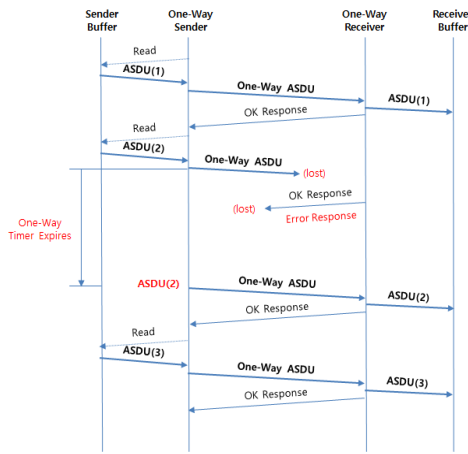 Sender
Buffer
One-Way
Sender
One-Way
Receiver
Receive
Buffer
Read
ASDU(1)
One-Way ASDU
ASDU(1)
OK Response
Read
ASDU(2)
One-Way ASDU
(lost)
OK Response
(lost)
Error Response
One-Way
Timer Expires
ASDU(2)
One-Way ASDU
ASDU(2)
OK Response
Read
ASDU(3)
One-Way ASDU
ASDU(3)
OK Response